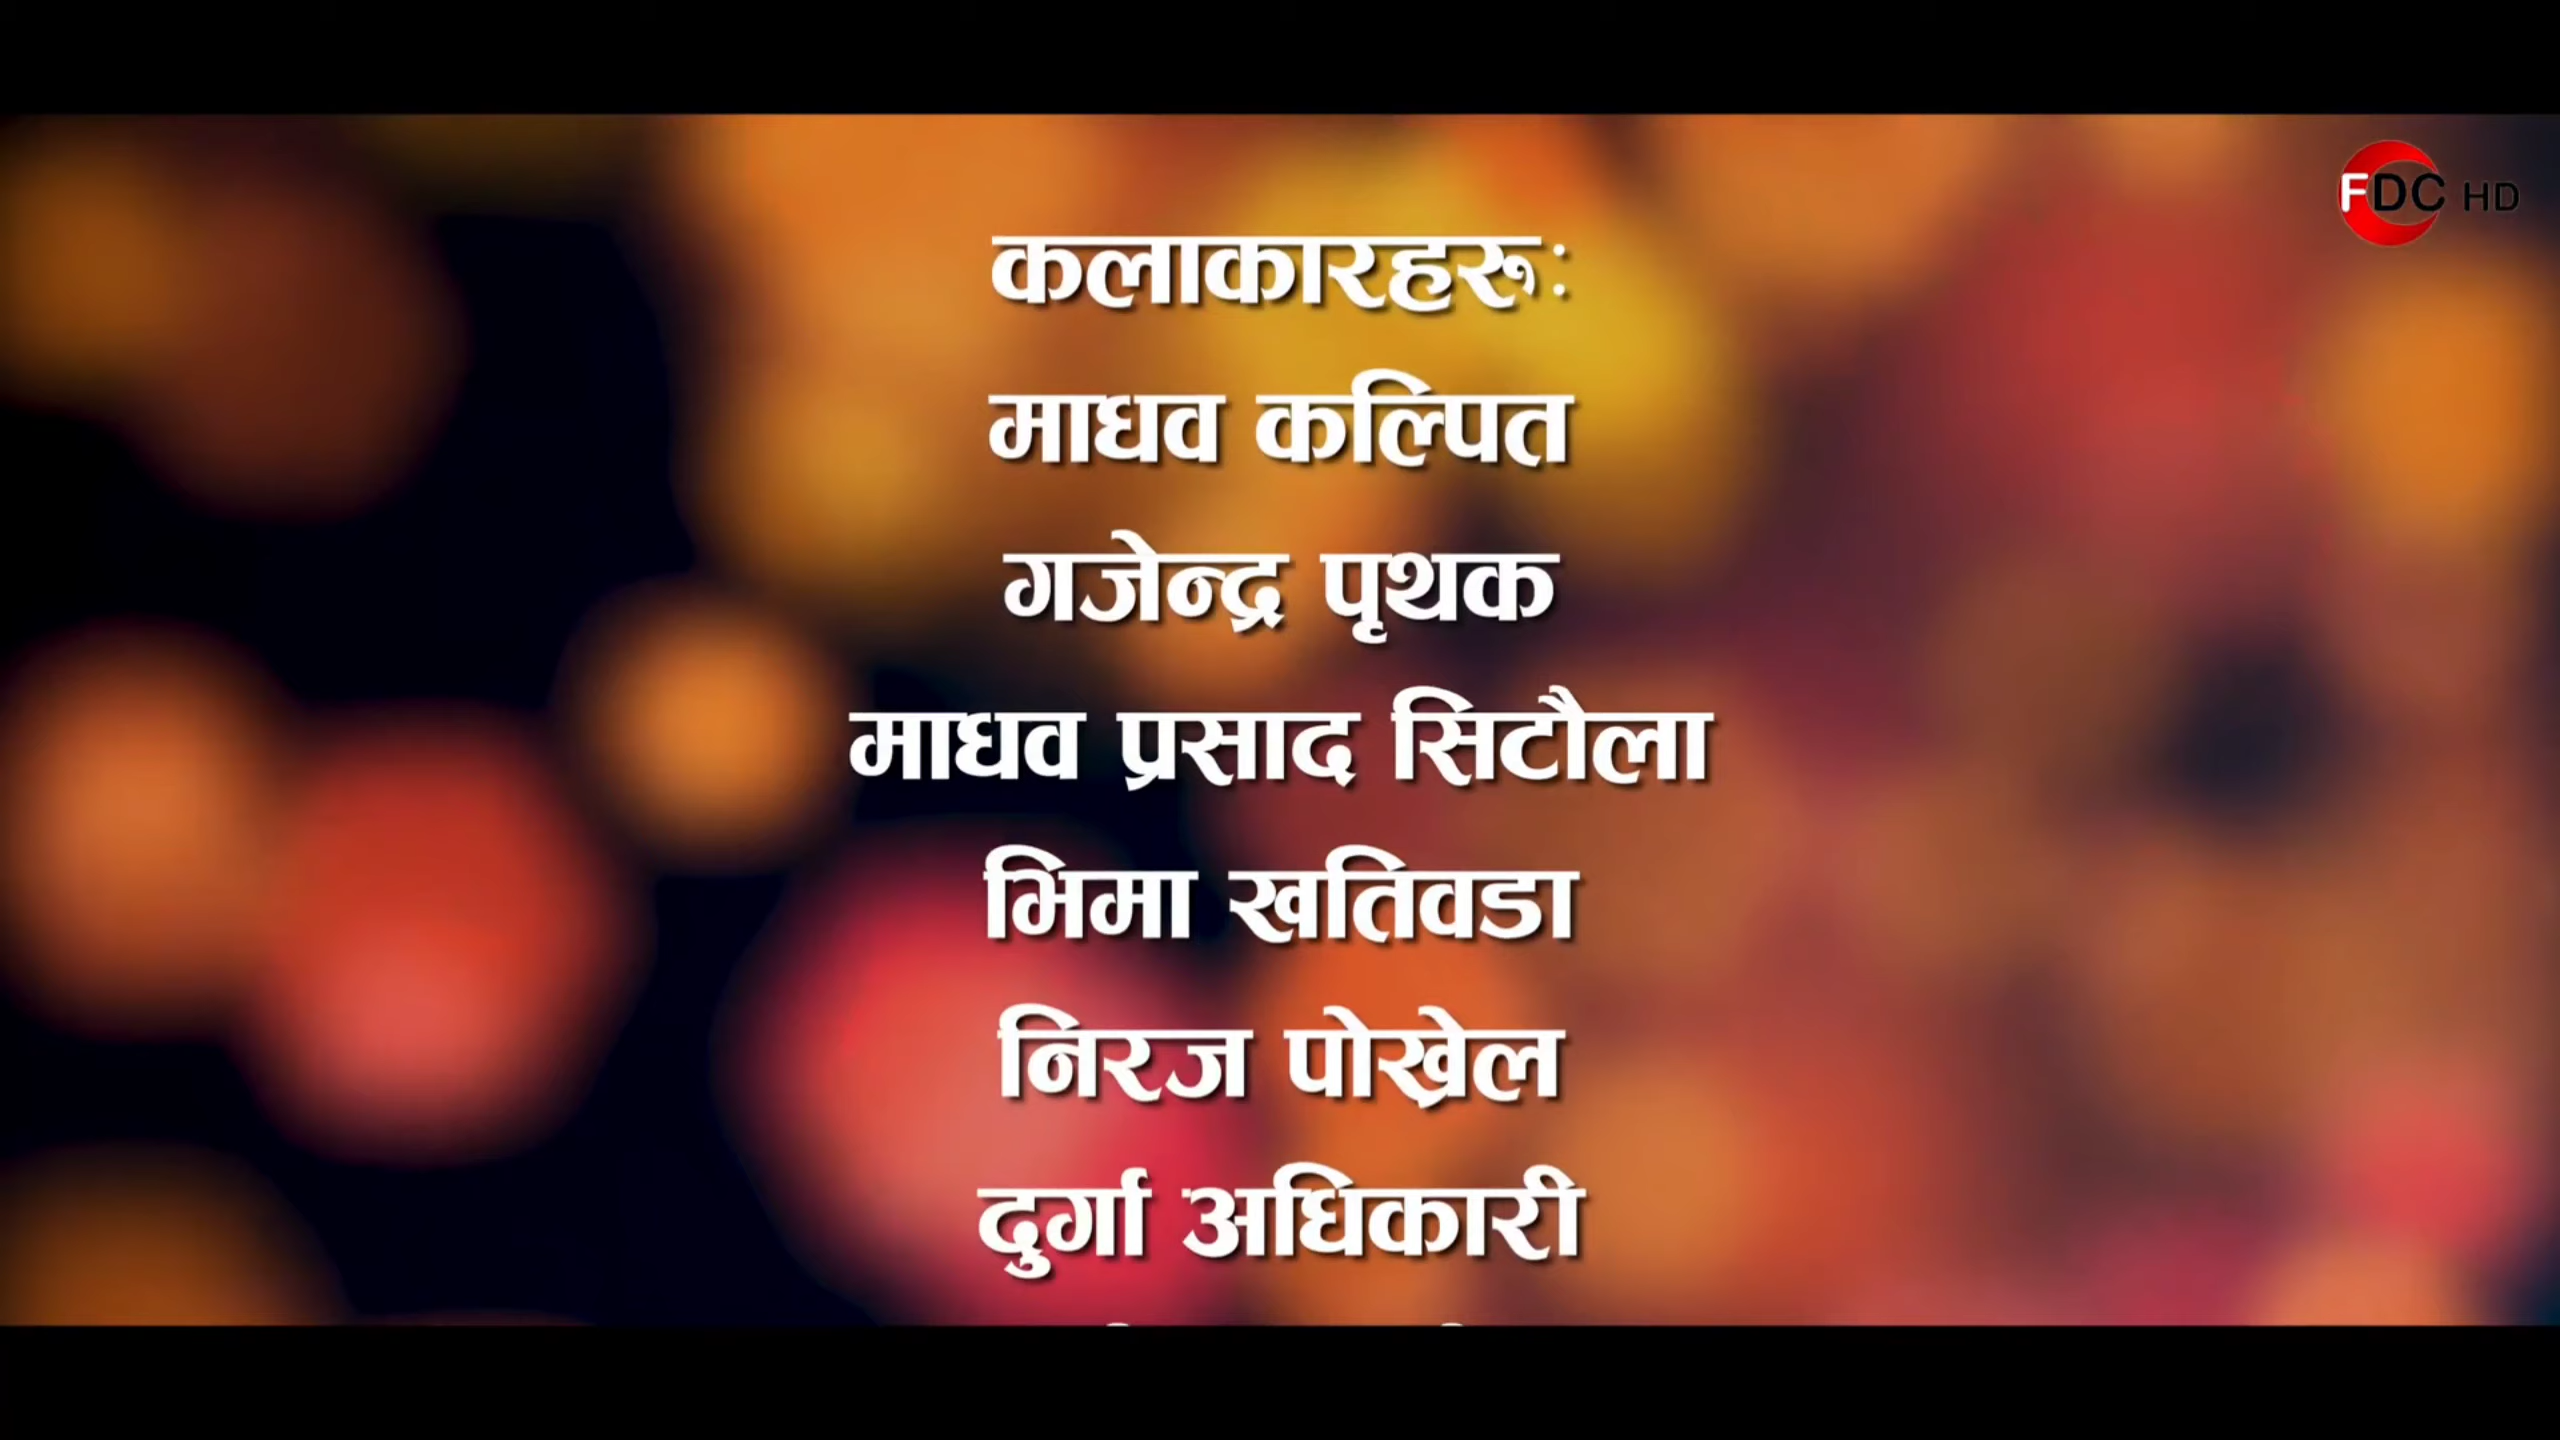 FDC HD
कलाकारहरुः
माधव कल्पित
गजेन्द्र पृथक
माधव प्रसाद सिटौला
भिमा खतिवडा
निरज पोख्रेल
दुर्गा अधिकारी